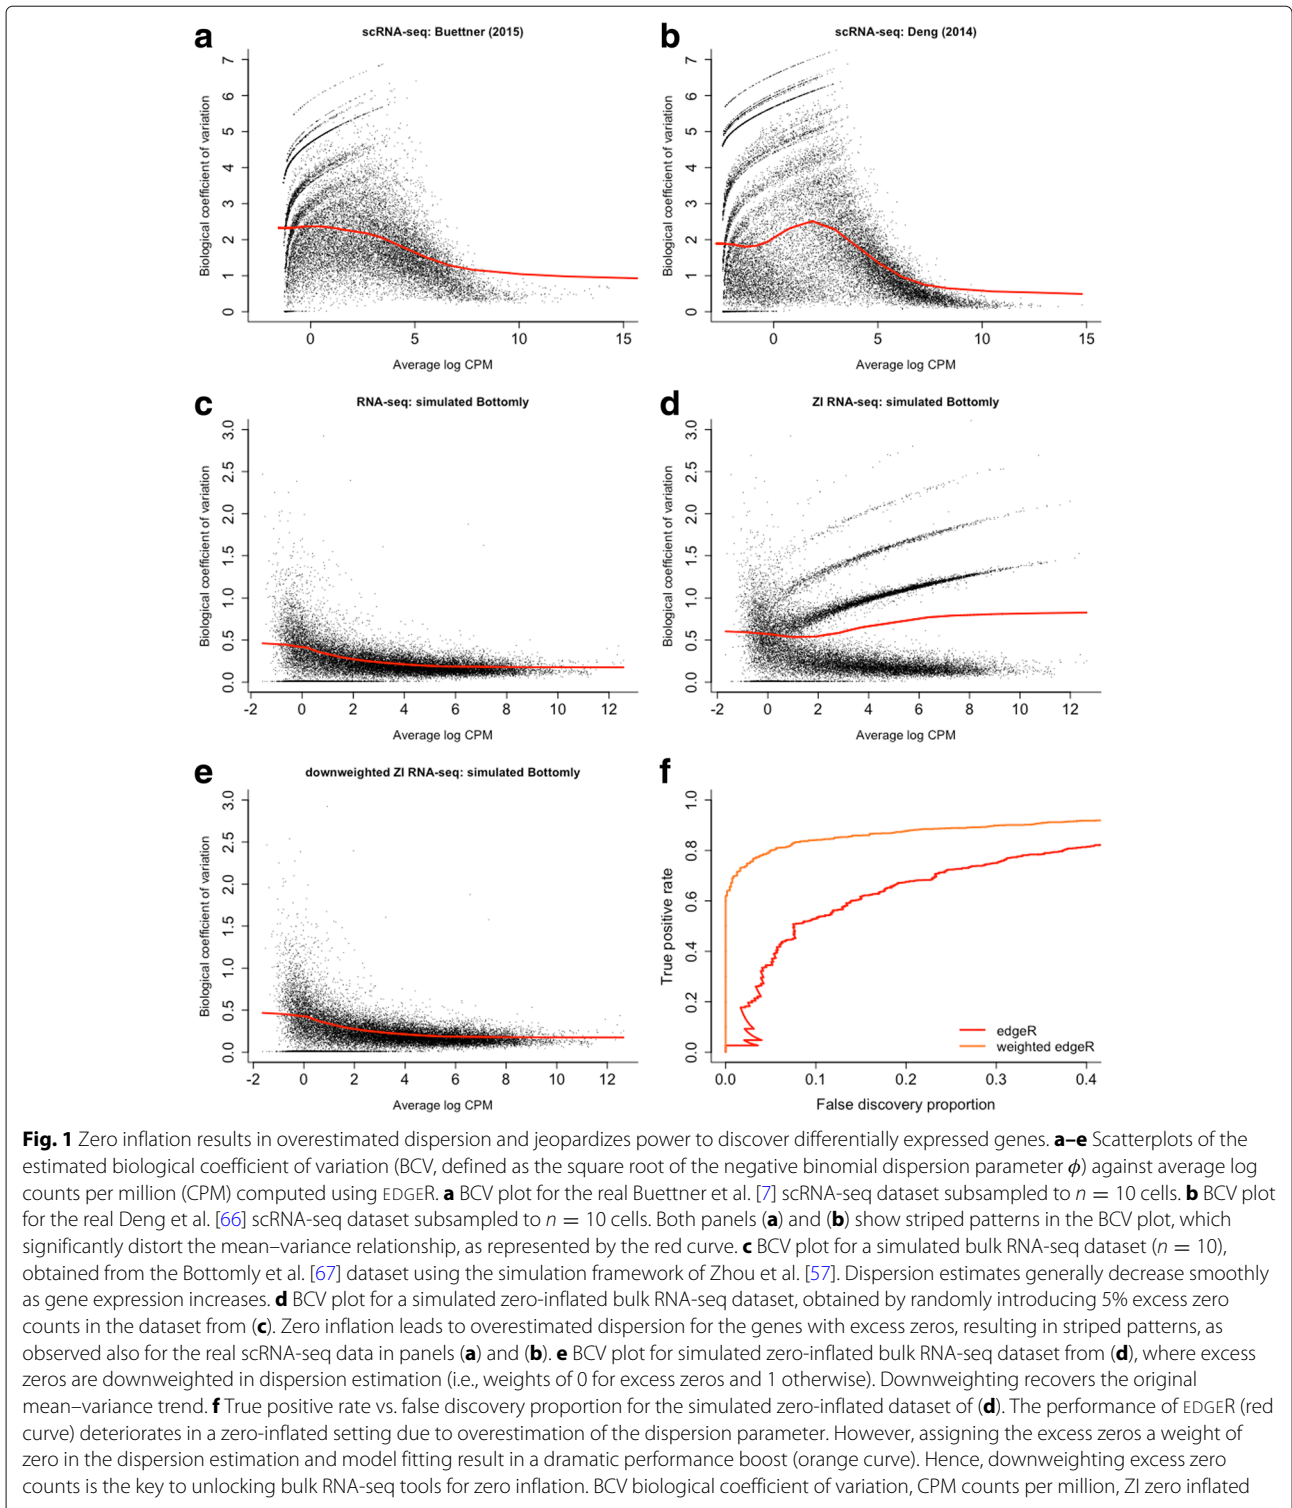 a
scRNA-seq: Buettner (2015)
Biological coefficient of variation
0 1 2 3 4 5 6 7
0 5 10 15
Average log CPM
b
scRNA-seq: Deng (2014)
Biological coefficient of variation
0 1 2 3 4 5 6 7
0 5 10 15
Average log CPM
c
RNA-seq: simulated Bottomly
Biological coefficient of variation
0.0 0.5 1.0 1.5 2.0 2.5 3.0
-2 0 2 4 6 8 10 12
Average log CPM
d
ZI RNA-seq: simulated Bottomly
Biological coefficient of variation
0.0 0.5 1.0 1.5 2.0 2.5 3.0
-2 0 2 4 6 8 10 12
Average log CPM
e
downweighted ZI RNA-seq: simulated Bottomly
Biological coefficient of variation
0.0 0.5 1.0 1.5 2.0 2.5 3.0
-2 0 2 4 6 8 10 12
Average log CPM
f
True positive rate
0.0 0.2 0.4 0.6 0.8 1.0
edgeR
weighted edgeR
0.0 0.1 0.2 0.3 0.4
False discovery proportion
Fig. 1 Zero inflation results in overestimated dispersion and jeopardizes power to discover differentially expressed genes. a–e Scatterplots of the
estimated biological coefficient of variation (BCV, defined as the square root of the negative binomial dispersion parameter ϕ) against average log
counts per million (CPM) computed using EDGER. a BCV plot for the real Buettner et al. [7] scRNA-seq dataset subsampled to n = 10 cells. b BCV plot
for the real Deng et al. [66] scRNA-seq dataset subsampled to n = 10 cells. Both panels (a) and (b) show striped patterns in the BCV plot, which
significantly distort the mean–variance relationship, as represented by the red curve. c BCV plot for a simulated bulk RNA-seq dataset (n = 10),
obtained from the Bottomly et al. [67] dataset using the simulation framework of Zhou et al. [57]. Dispersion estimates generally decrease smoothly
as gene expression increases. d BCV plot for a simulated zero-inflated bulk RNA-seq dataset, obtained by randomly introducing 5% excess zero
counts in the dataset from (c). Zero inflation leads to overestimated dispersion for the genes with excess zeros, resulting in striped patterns, as
observed also for the real scRNA-seq data in panels (a) and (b). e BCV plot for simulated zero-inflated bulk RNA-seq dataset from (d), where excess
zeros are downweighted in dispersion estimation (i.e., weights of 0 for excess zeros and 1 otherwise). Downweighting recovers the original
mean–variance trend. f True positive rate vs. false discovery proportion for the simulated zero-inflated dataset of (d). The performance of EDGER (red
curve) deteriorates in a zero-inflated setting due to overestimation of the dispersion parameter. However, assigning the excess zeros a weight of
zero in the dispersion estimation and model fitting result in a dramatic performance boost (orange curve). Hence, downweighting excess zero
counts is the key to unlocking bulk RNA-seq tools for zero inflation. BCV biological coefficient of variation, CPM counts per million, ZI zero inflated